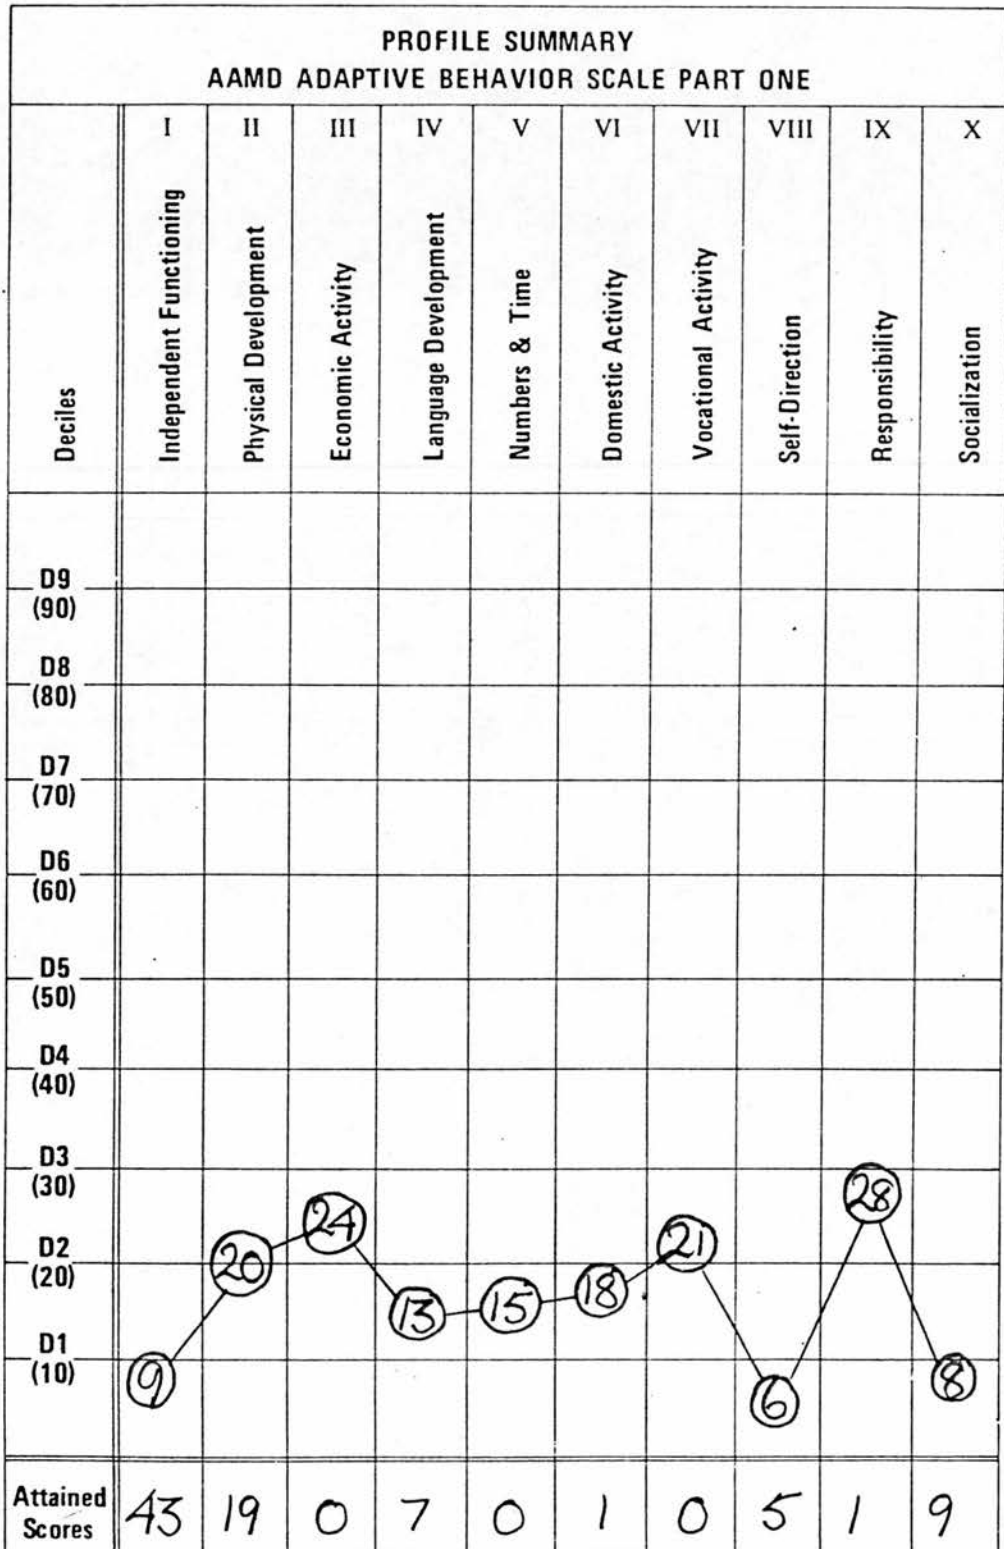 PROFILE SUMMARY
AAMD ADAPTIVE BEHAVIOR SCALE PART ONE
I II III IV V VI VII VIII IX X
Deciles
Independent Functioning
Physical Development
Economic Activity
Language Development
Numbers & Time
Domestic Activity
Vocational Activity
Self-Direction
Responsibility
Socialization
D9
(90)
D8
(80)
D7
(70)
D6
(60)
D5
(50)
D4
(40)
D3
(30)
28
24
21
D2
(20)
20
18
15
13
D1
(10)
9
8
6
Attained
Scores
43 19 0 7 0 1 0 5 1 9